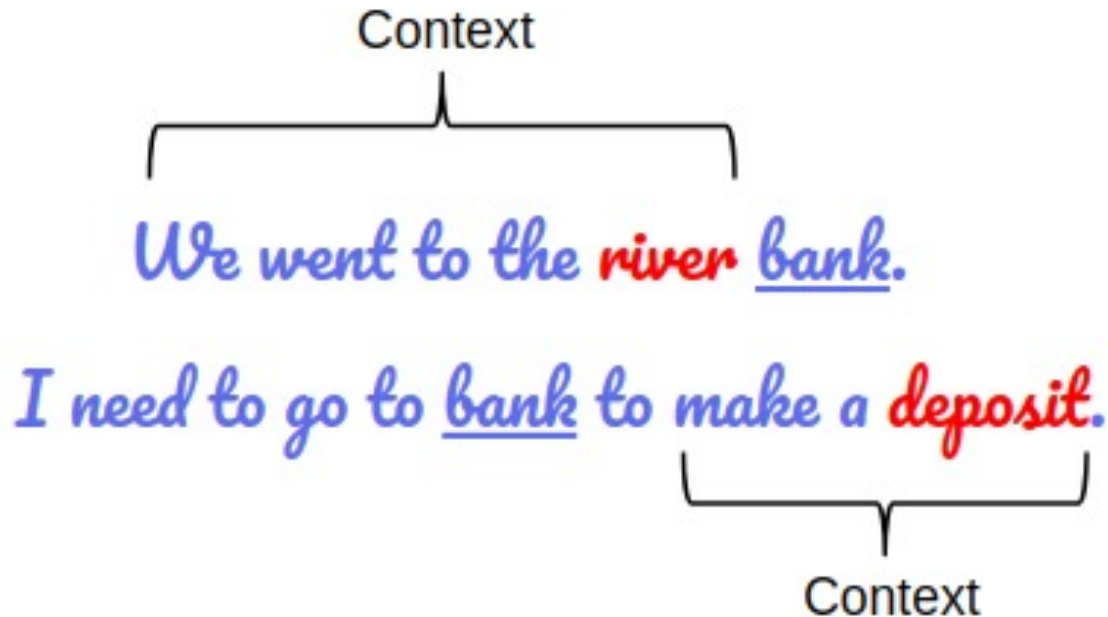 Context
We went to the river bank.
I need to go to bank to make a deposit.
Context